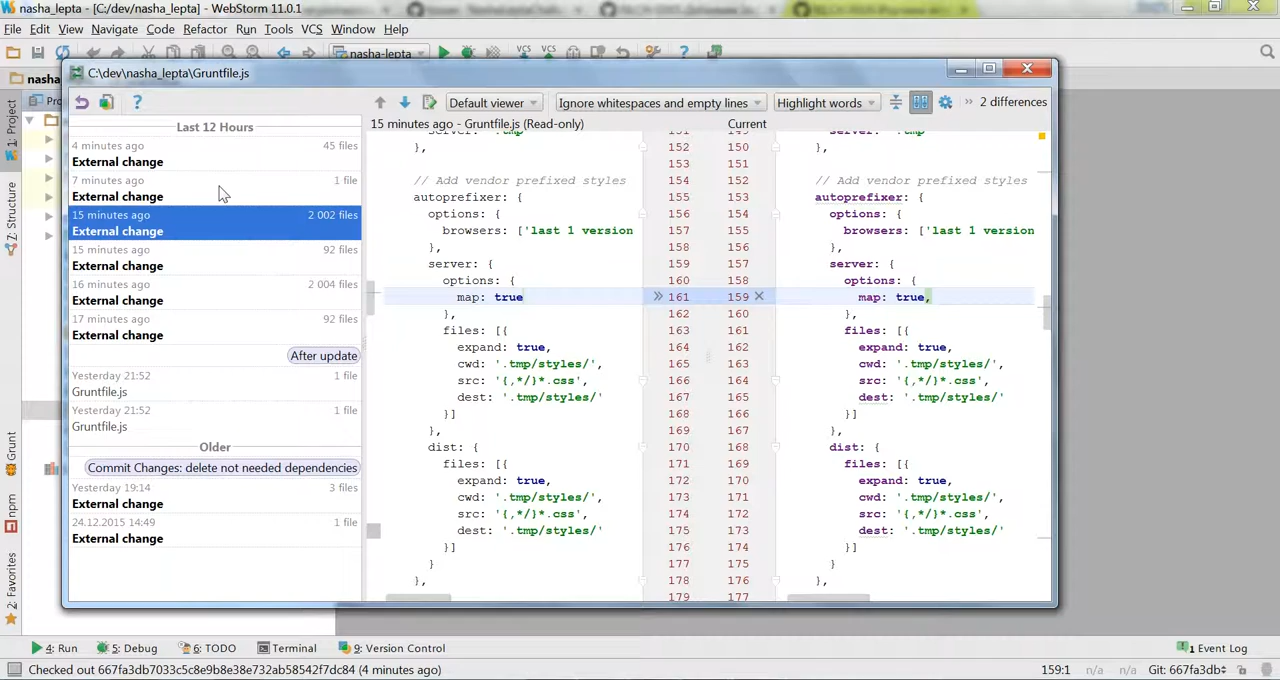 nasha_lepta - [C:/dev/nasha_lepta] - WebStorm 11.0.1
File Edit View Navigate Code Refactor Run Tools VCS Window Help
nasha-lepta
VCS VCS
nasha
C:\dev\nasha_lepta\Gruntfile.js
Default viewer Ignore whitespaces and empty lines Highlight words 2 differences
15 minutes ago - Gruntfile.js (Read-only) Current
1: Project
7: Structure
Grunt
npm
2: Favorites
Last 12 Hours
4 minutes ago 45 files
External change
7 minutes ago 1 file
External change
15 minutes ago 2 002 files
External change
15 minutes ago 92 files
External change
16 minutes ago 2 004 files
External change
17 minutes ago 92 files
External change
After update
Yesterday 21:52 1 file
Gruntfile.js
Yesterday 21:52 1 file
Gruntfile.js
Older
Commit Changes: delete not needed dependencies
Yesterday 19:14 3 files
External change
24.12.2015 14:49 1 file
External change
}, 152 150 },
153 151
// Add vendor prefixed styles 154 152 // Add vendor prefixed styles
autoprefixer: { 155 153 autoprefixer: {
options: { 156 154 options: {
browsers: ['last 1 version 157 155 browsers: ['last 1 version
}, 158 156 },
server: { 159 157 server: {
options: { 160 158 options: {
map: true 161 159 map: true,
}, 162 160 },
files: [{ 163 161 files: [{
expand: true, 164 162 expand: true,
cwd: '.tmp/styles/', 165 163 cwd: '.tmp/styles/',
src: '{,*/}*.css', 166 164 src: '{,*/}*.css',
dest: '.tmp/styles/' 167 165 dest: '.tmp/styles/'
}] 168 166 }]
}, 169 167 },
dist: { 170 168 dist: {
files: [{ 171 169 files: [{
expand: true, 172 170 expand: true,
cwd: '.tmp/styles/', 173 171 cwd: '.tmp/styles/',
src: '{,*/}*.css', 174 172 src: '{,*/}*.css',
dest: '.tmp/styles/' 175 173 dest: '.tmp/styles/'
}] 176 174 }]
} 177 175 }
}, 178 176 },
179 177
4: Run 5: Debug 6: TODO Terminal 9: Version Control 1 Event Log
Checked out 667fa3db7033c5c8e9b8e38e732ab58542f7dc84 (4 minutes ago) 159:1 n/a n/a Git: 667fa3db